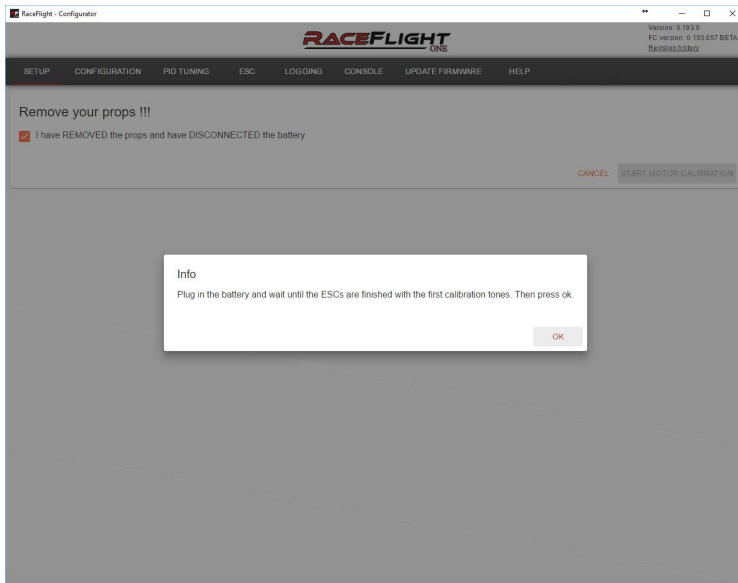 RaceFlight - Configurator
RACEFLIGHT
ONE
Version: 0.193.0
FC version: 0.193.057 BETA
Revision history
SETUP CONFIGURATION PID TUNING ESC LOGGING CONSOLE UPDATE FIRMWARE HELP
Remove your props !!!
I have REMOVED the props and have DISCONNECTED the battery
CANCEL START MOTOR CALIBRATION
Info
Plug in the battery and wait until the ESCs are finished with the first calibration tones. Then press ok.
OK